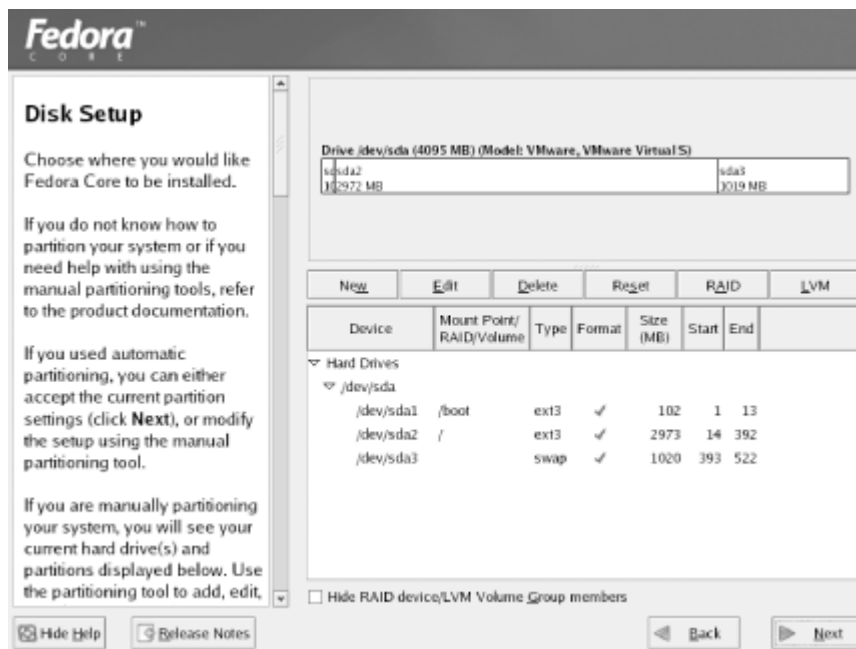 Fedora™
CORE
Disk Setup
Choose where you would like
Fedora Core to be installed.
If you do not know how to
partition your system or if you
need help with using the
manual partitioning tools, refer
to the product documentation.
If you used automatic
partitioning, you can either
accept the current partition
settings (click Next), or modify
the setup using the manual
partitioning tool.
If you are manually partitioning
your system, you will see your
current hard drive(s) and
partitions displayed below. Use
the partitioning tool to add, edit,
Drive /dev/sda (4095 MB) (Model: VMware, VMware Virtual S)
sda2 sda3
2972 MB 1019 MB
New Edit Delete Reset RAID LVM
Device Mount Point/ RAID/Volume Type Format Size (MB) Start End
Hard Drives
/dev/sda
/dev/sda1 /boot ext3 ✓ 102 1 13
/dev/sda2 / ext3 ✓ 2973 14 392
/dev/sda3 swap ✓ 1020 393 522
Hide RAID device/LVM Volume Group members
Hide Help Release Notes Back Next